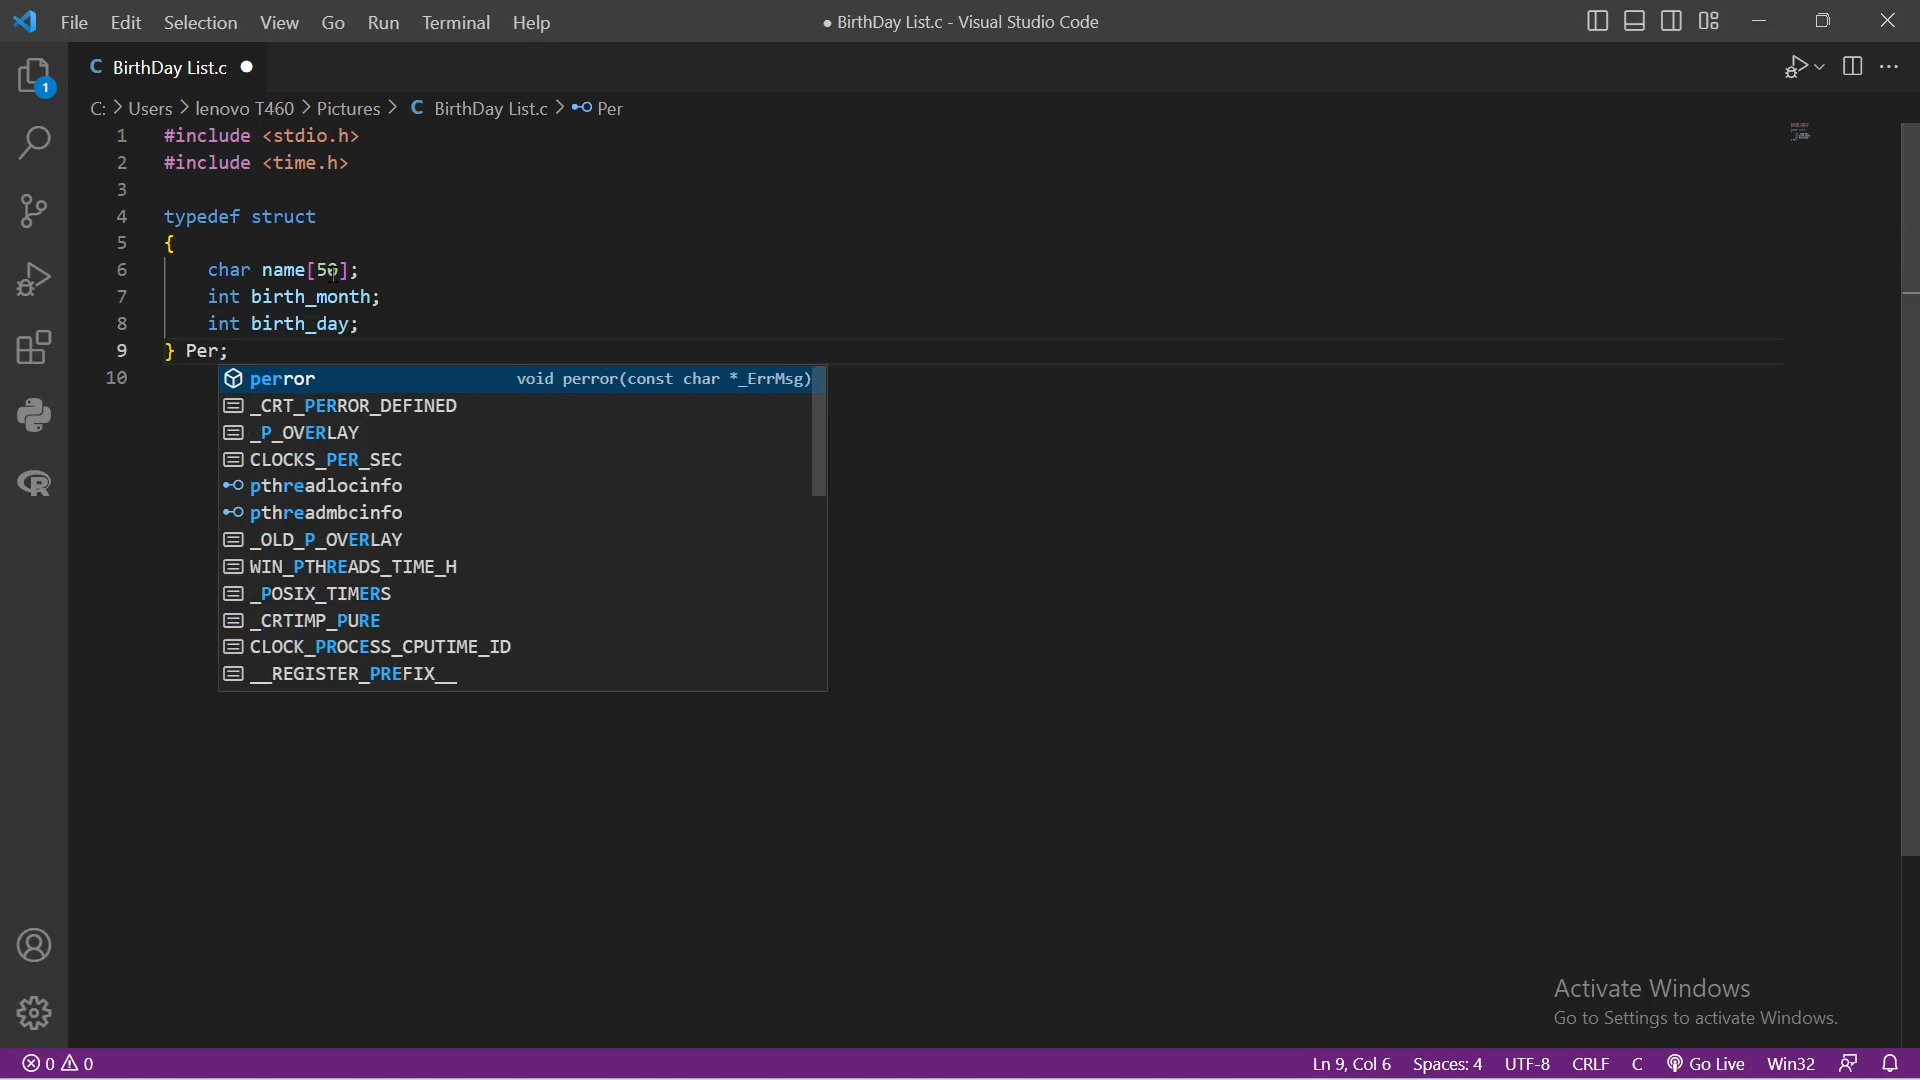 File Edit Selection View Go Run Terminal Help ● BirthDay List.c - Visual Studio Code
C BirthDay List.c ●
1
C: > Users > lenovo T460 > Pictures > C BirthDay List.c > Per
1 #include <stdio.h>
2 #include <time.h>
3
4 typedef struct
5 {
6 char name[50];
7 int birth_month;
8 int birth_day;
9 } Per;
10
perror void perror(const char *_ErrMsg)
_CRT_PERROR_DEFINED
_P_OVERLAY
CLOCKS_PER_SEC
pthreadlocinfo
pthreadmbcinfo
_OLD_P_OVERLAY
WIN_PTHREADS_TIME_H
_POSIX_TIMERS
_CRTIMP_PURE
CLOCK_PROCESS_CPUTIME_ID
__REGISTER_PREFIX__
Activate Windows
Go to Settings to activate Windows.
0 0 Ln 9, Col 6 Spaces: 4 UTF-8 CRLF C Go Live Win32